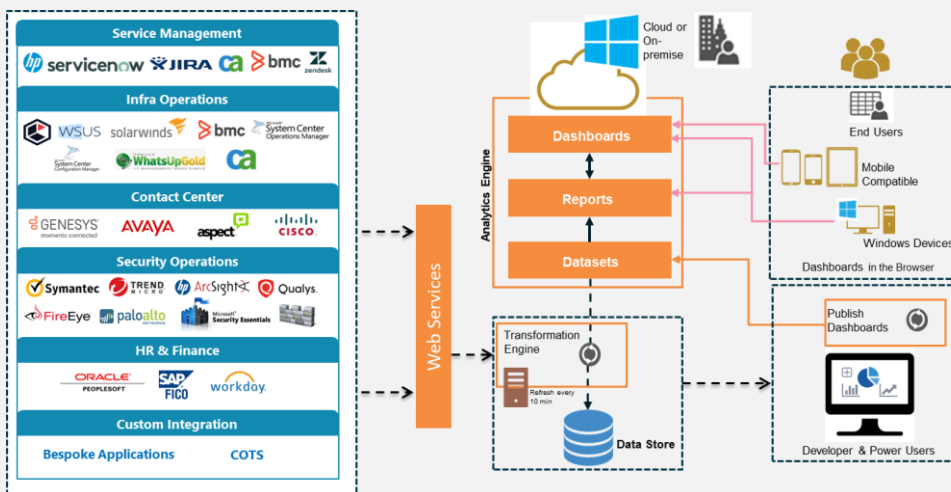 Service Management
hp servicenow JIRA ca bmc zendesk
Infra Operations
WSUS solarwinds bmc Microsoft System Center Operations Manager
System Center Configuration Manager WhatsUpGold ca
Contact Center
GENESYS AVAYA aspect CISCO
moments connected
Security Operations
Symantec TREND MICRO hp ArcSight Qualys
FireEye paloalto NETWORKS Microsoft Security Essentials
HR & Finance
ORACLE PEOPLESOFT SAP FICO workday
Custom Integration
Bespoke Applications COTS
Web Services
Cloud or
On-
premise
Analytics Engine
Dashboards
Reports
Datasets
Transformation
Engine
Refresh every
10 min
Data Store
End Users
Mobile
Compatible
Windows Devices
Dashboards in the Browser
Publish
Dashboards
Developer & Power Users